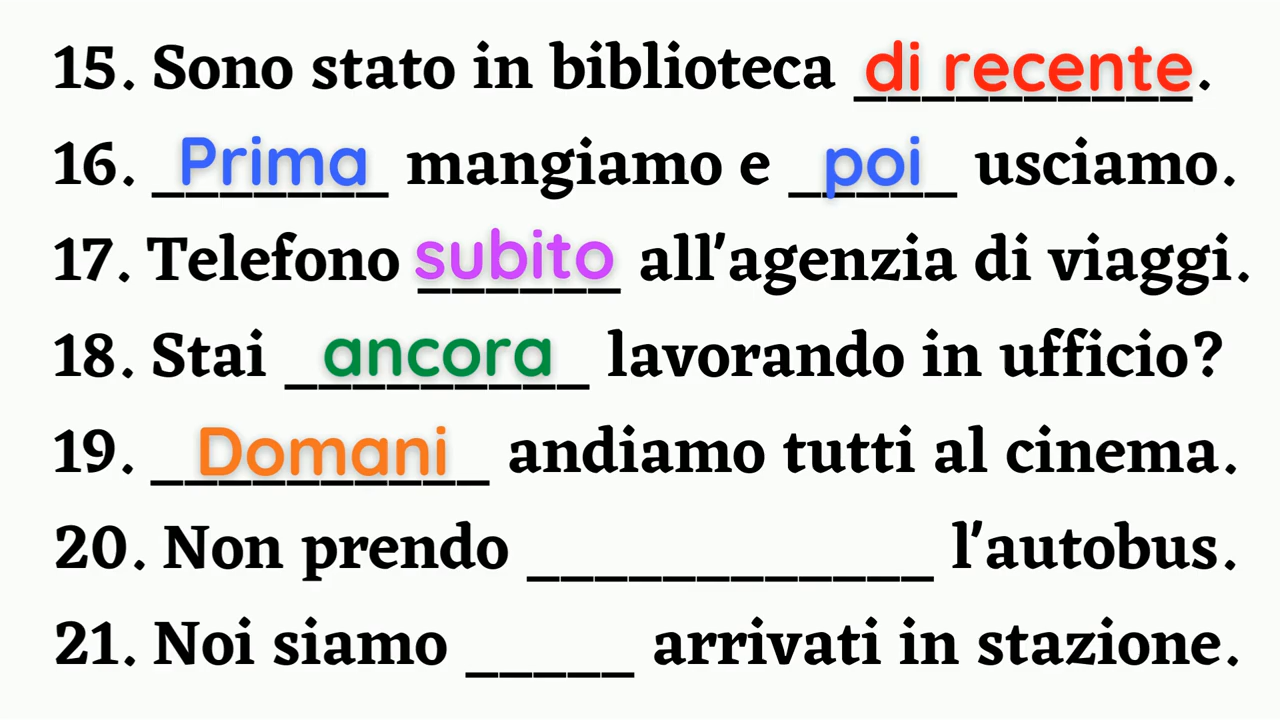 15. Sono stato in biblioteca di recente.
16. Prima mangiamo e poi usciamo.
17. Telefono subito all'agenzia di viaggi.
18. Stai ancora lavorando in ufficio?
19. Domani andiamo tutti al cinema.
20. Non prendo ____________ l'autobus.
21. Noi siamo _____ arrivati in stazione.